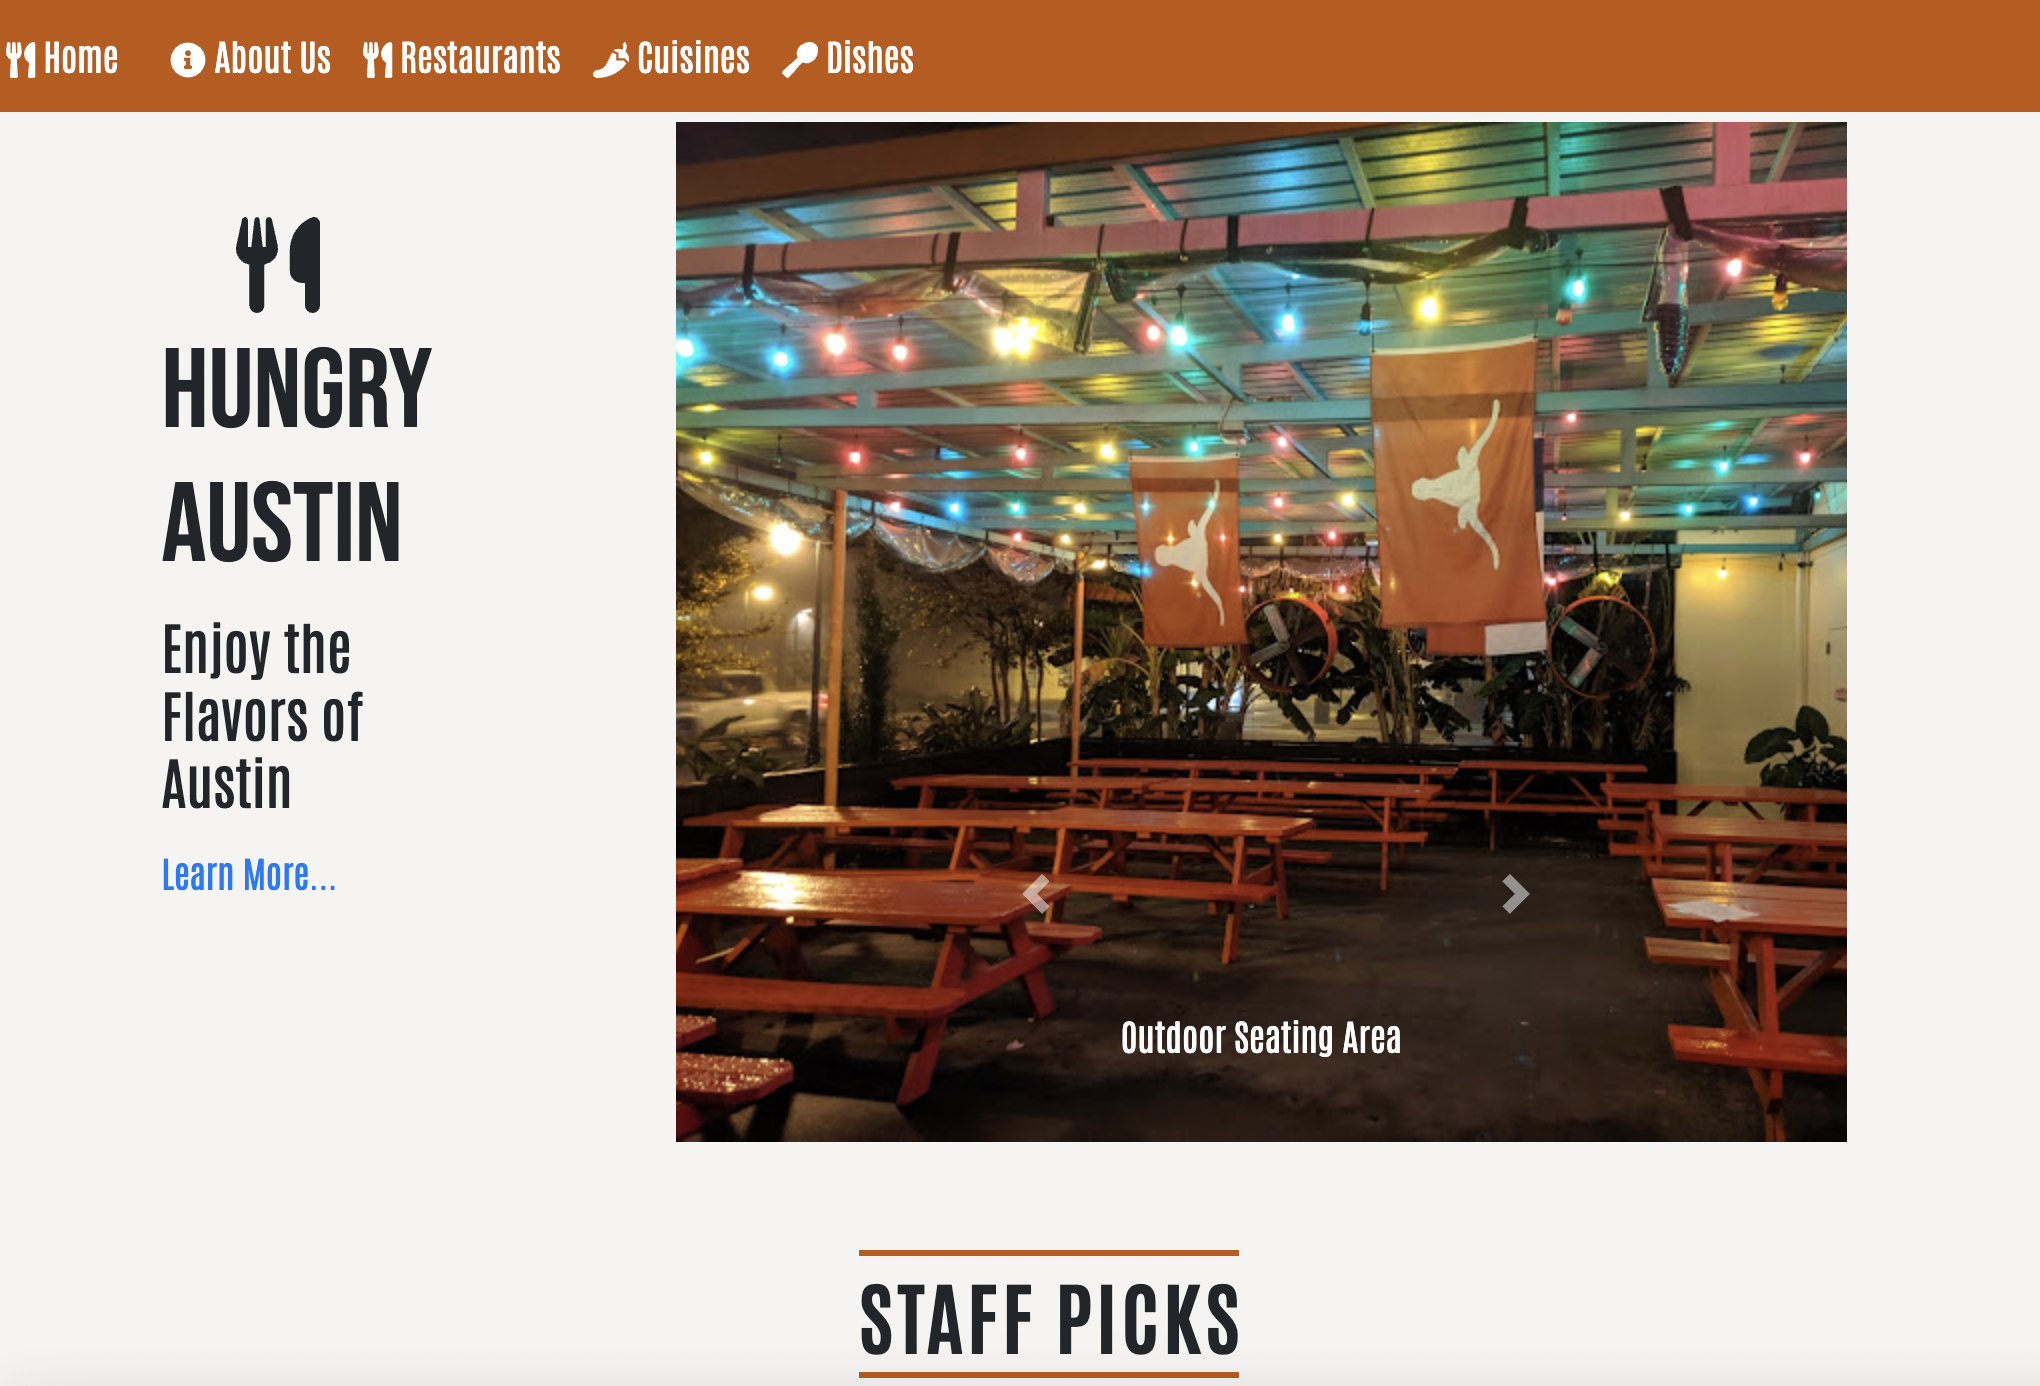 Home About Us Restaurants Cuisines Dishes
HUNGRY
AUSTIN
Enjoy the
Flavors of
Austin
Learn More...
Outdoor Seating Area
STAFF PICKS